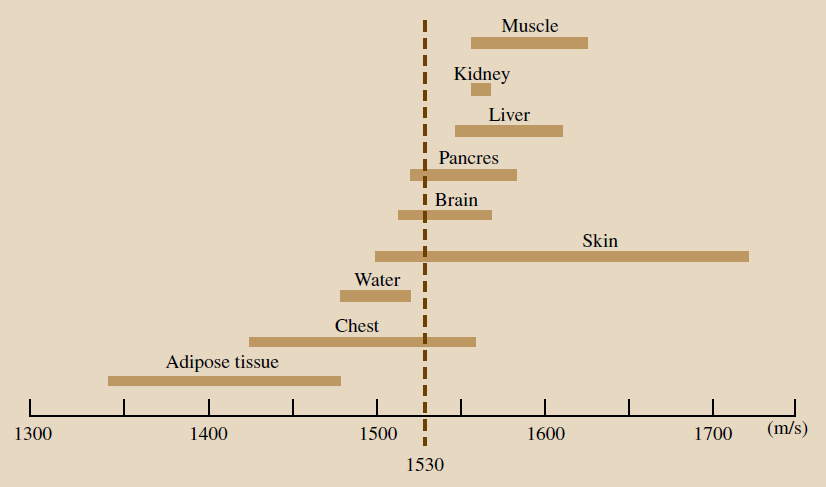 Muscle
Kidney
Liver
Pancres
Brain
Skin
Water
Chest
Adipose tissue
1300 1400 1500 1600 1700 (m/s)
1530